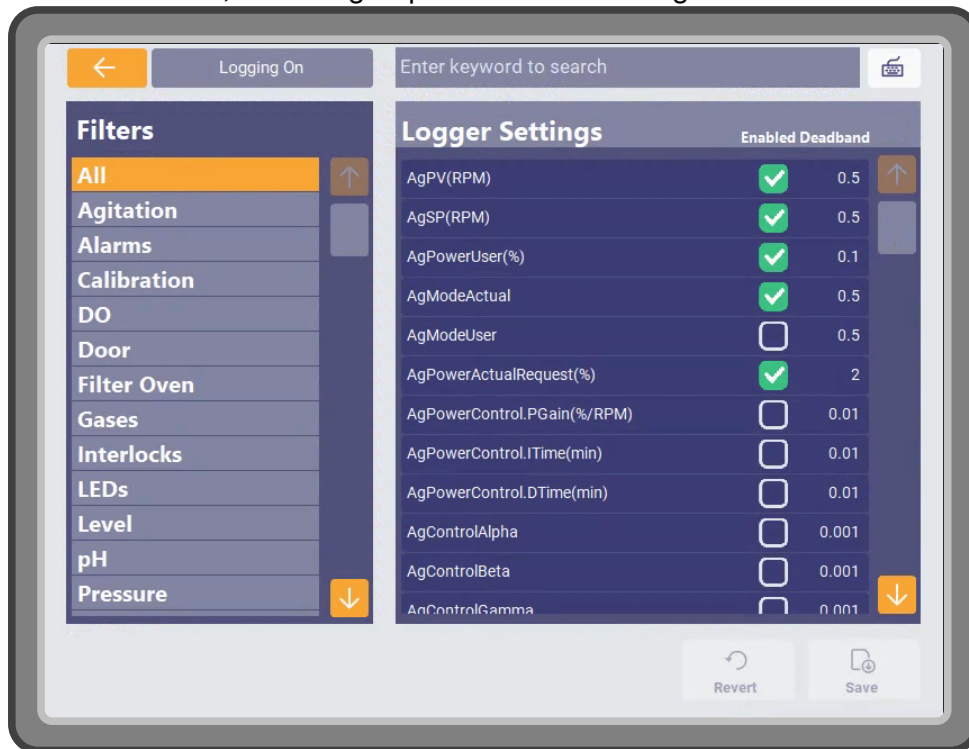 Logging On
Enter keyword to search
Filters
All
Agitation
Alarms
Calibration
DO
Door
Filter Oven
Gases
Interlocks
LEDs
Level
pH
Pressure
Logger Settings
Enabled Deadband
AgPV(RPM) 0.5
AgSP(RPM) 0.5
AgPowerUser(%) 0.1
AgModeActual 0.5
AgModeUser 0.5
AgPowerActualRequest(%) 2
AgPowerControl.PGain(%/RPM) 0.01
AgPowerControl.ITime(min) 0.01
AgPowerControl.DTime(min) 0.01
AgControlAlpha 0.001
AgControlBeta 0.001
AgControlGamma 0.001
Revert
Save